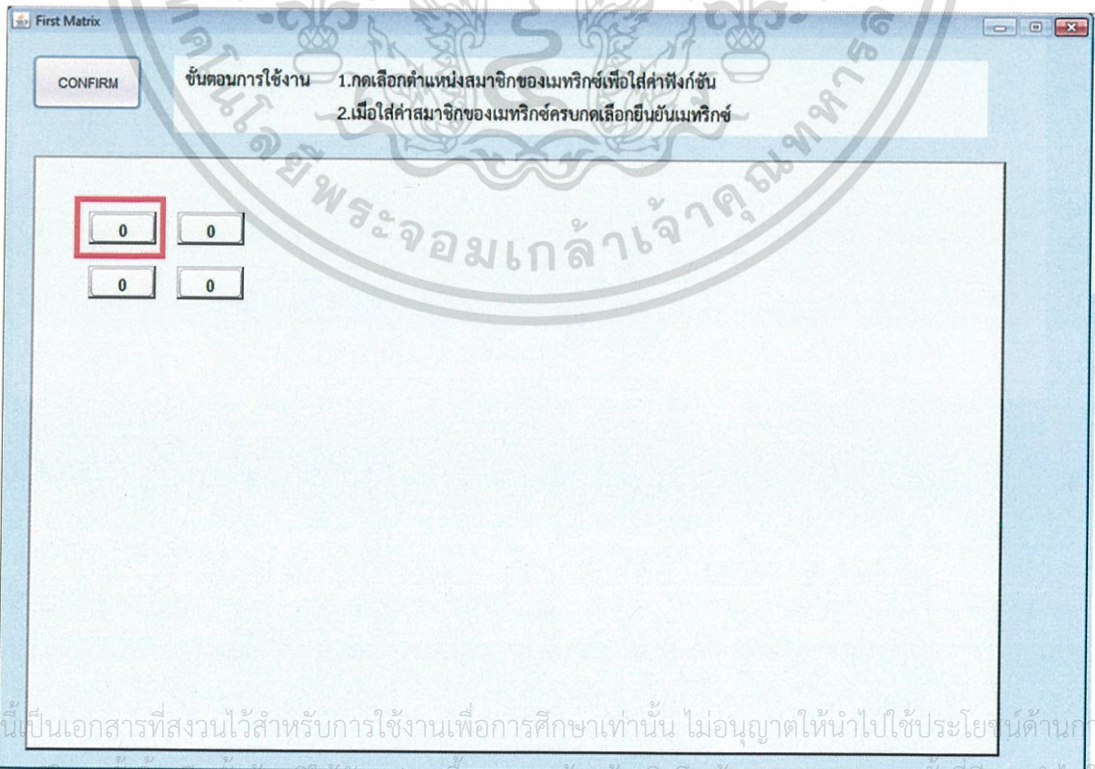 First Matrix
CONFIRM
ขั้นตอนการใช้งาน 1.กดเลือกตำแหน่งสมาชิกของเมทริกซ์เพื่อใส่ค่าฟังก์ชัน
2.เมื่อใส่ค่าสมาชิกของเมทริกซ์ครบกดเลือกยืนยันเมทริกซ์
0 0
0 0
คโนโลยีพระจอมเกล้าเจ้าคุณทหารล
นี้เป็นเอกสารที่สงวนไว้สำหรับการใช้งานเพื่อการศึกษาเท่านั้น ไม่อนุญาตให้นำไปใช้ประโยชน์ด้านกา